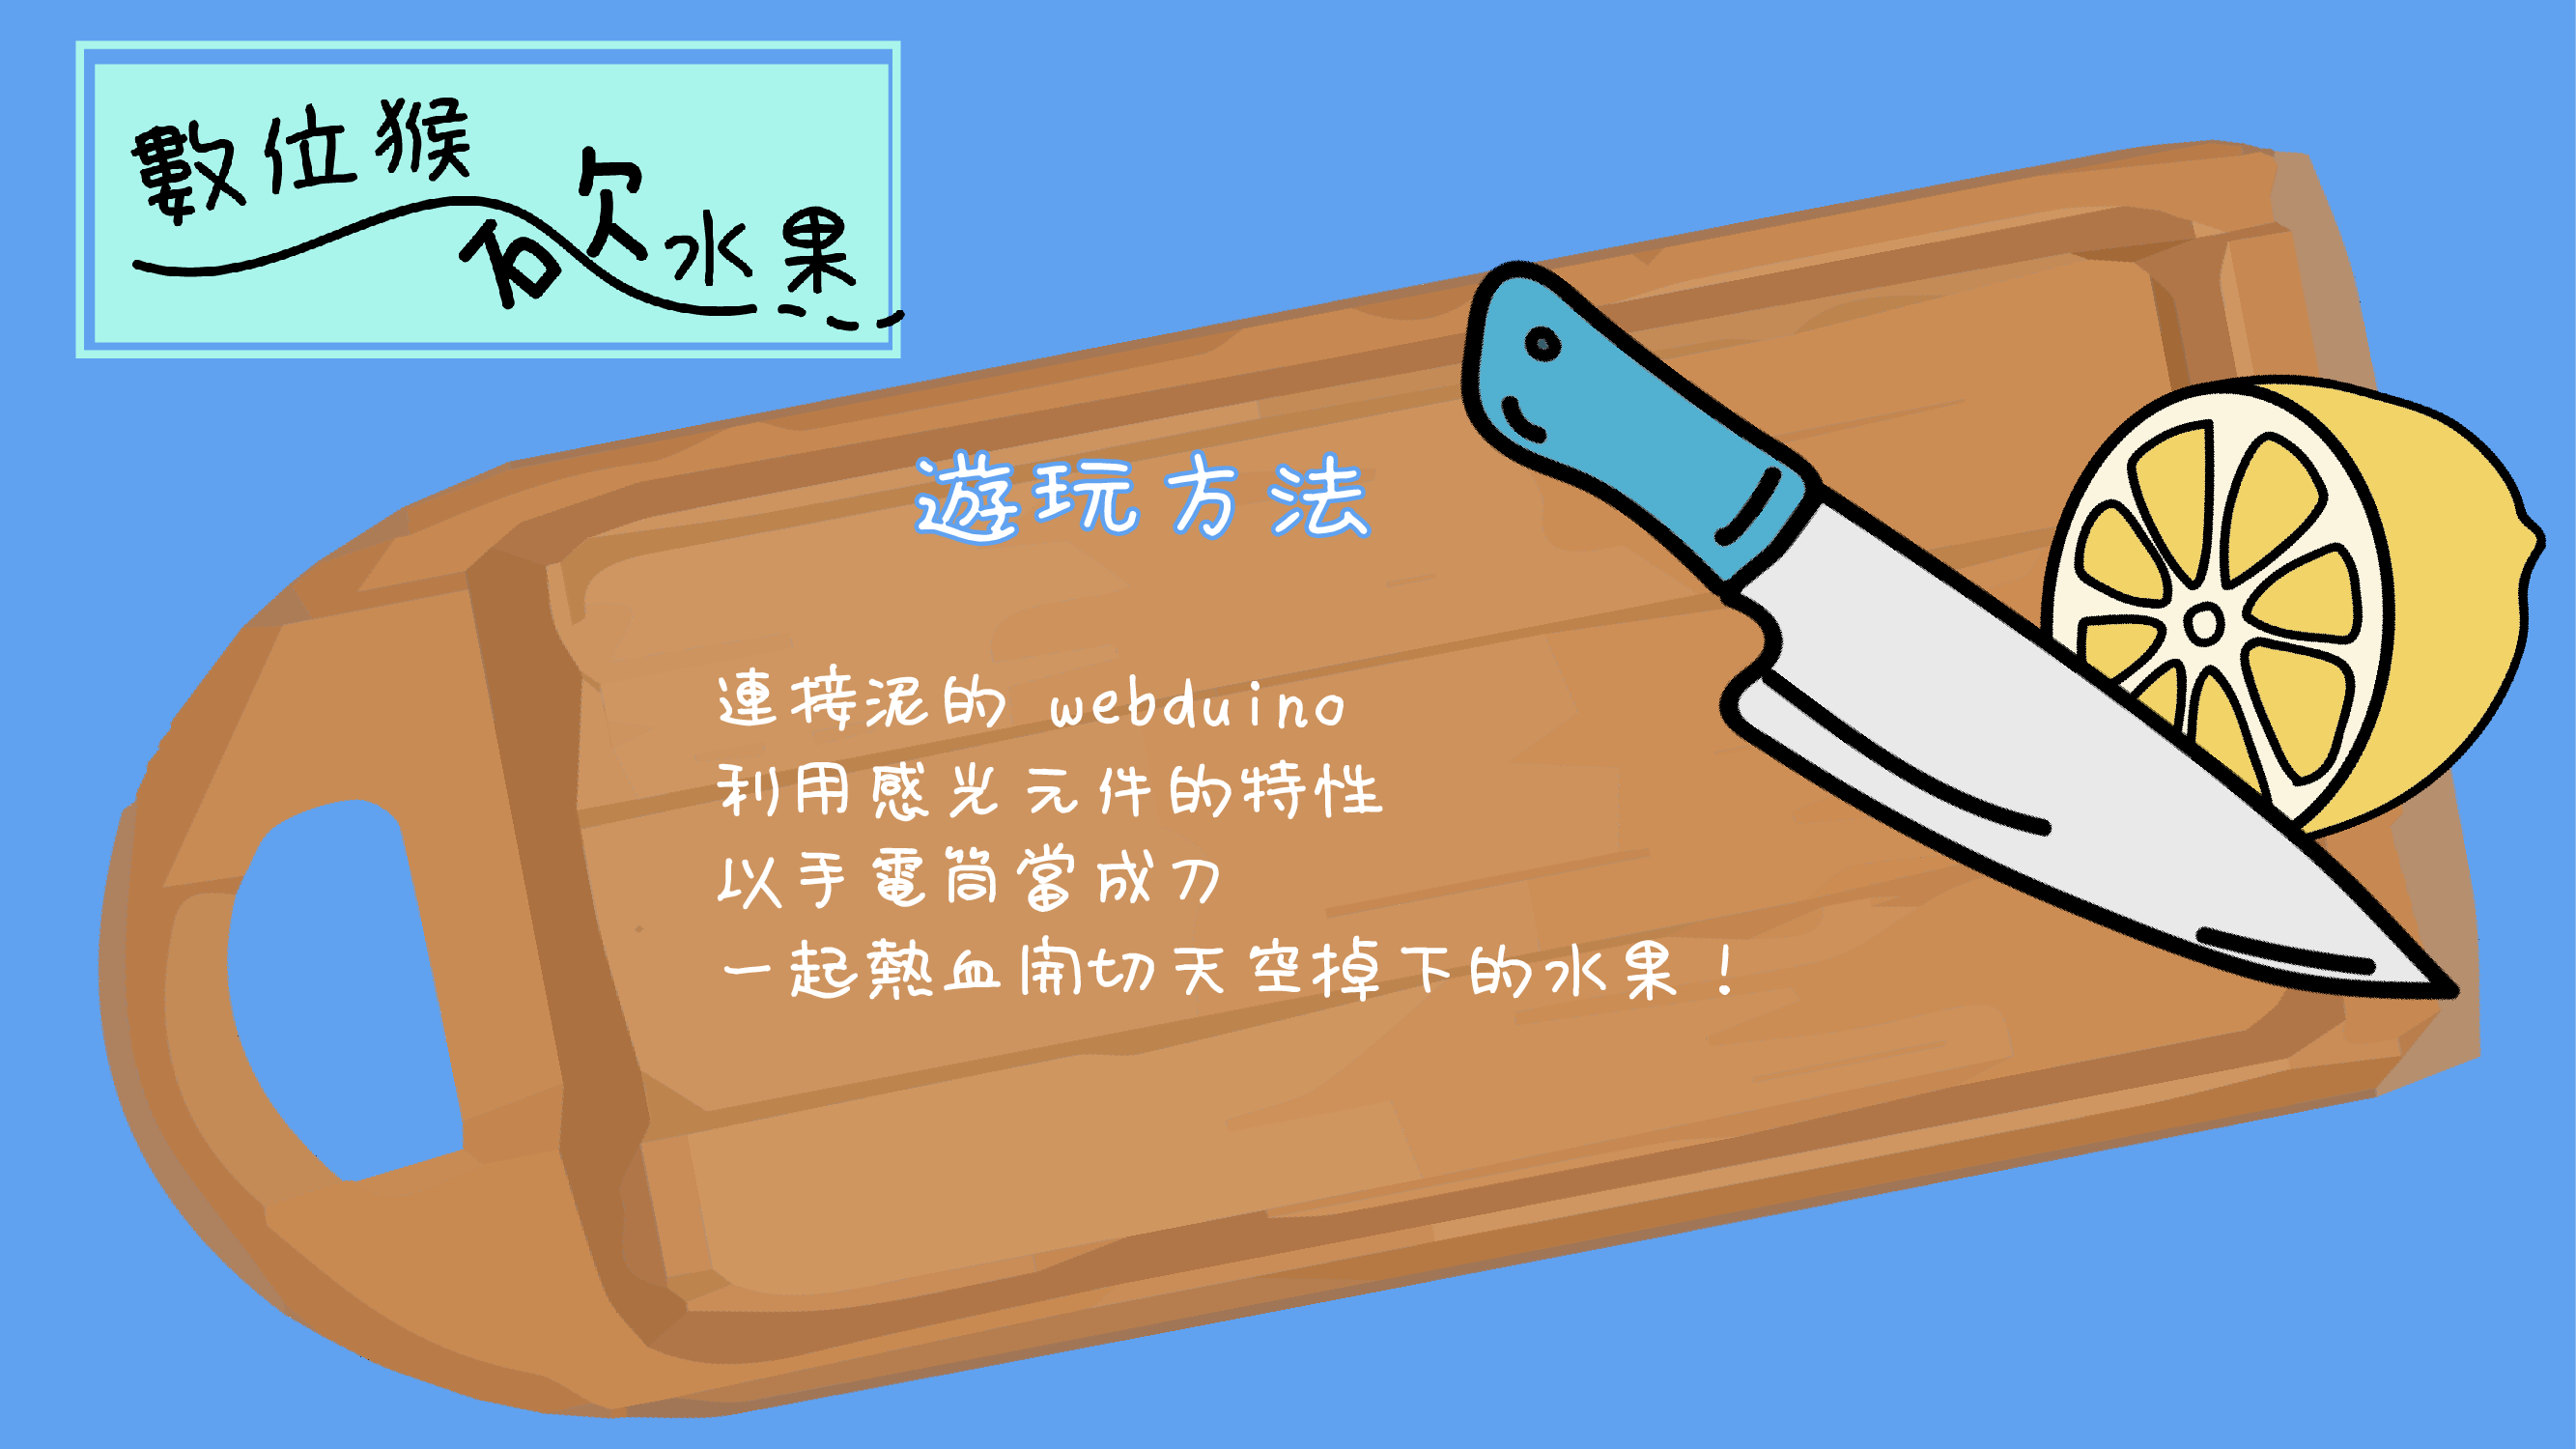 數位猴
砍水果
遊玩方法
連接泥的 webduino
利用感光元件的特性
以手電筒當成刀
一起熱血開切天空掉下的水果!